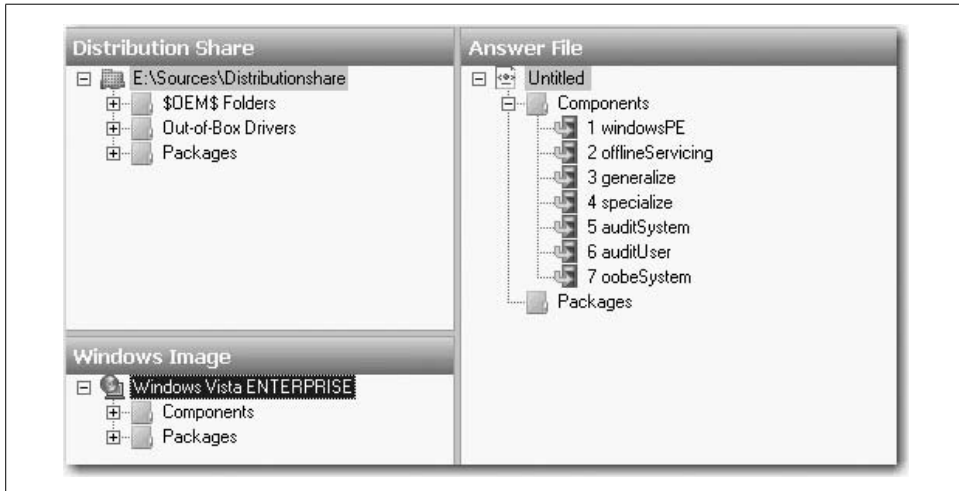 Distribution Share
E:\Sources\Distributionshare
$OEM$ Folders
Out-of-Box Drivers
Packages
Windows Image
Windows Vista ENTERPRISE
Components
Packages
Answer File
Untitled
Components
1 windowsPE
2 offlineServicing
3 generalize
4 specialize
5 auditSystem
6 auditUser
7 oobeSystem
Packages